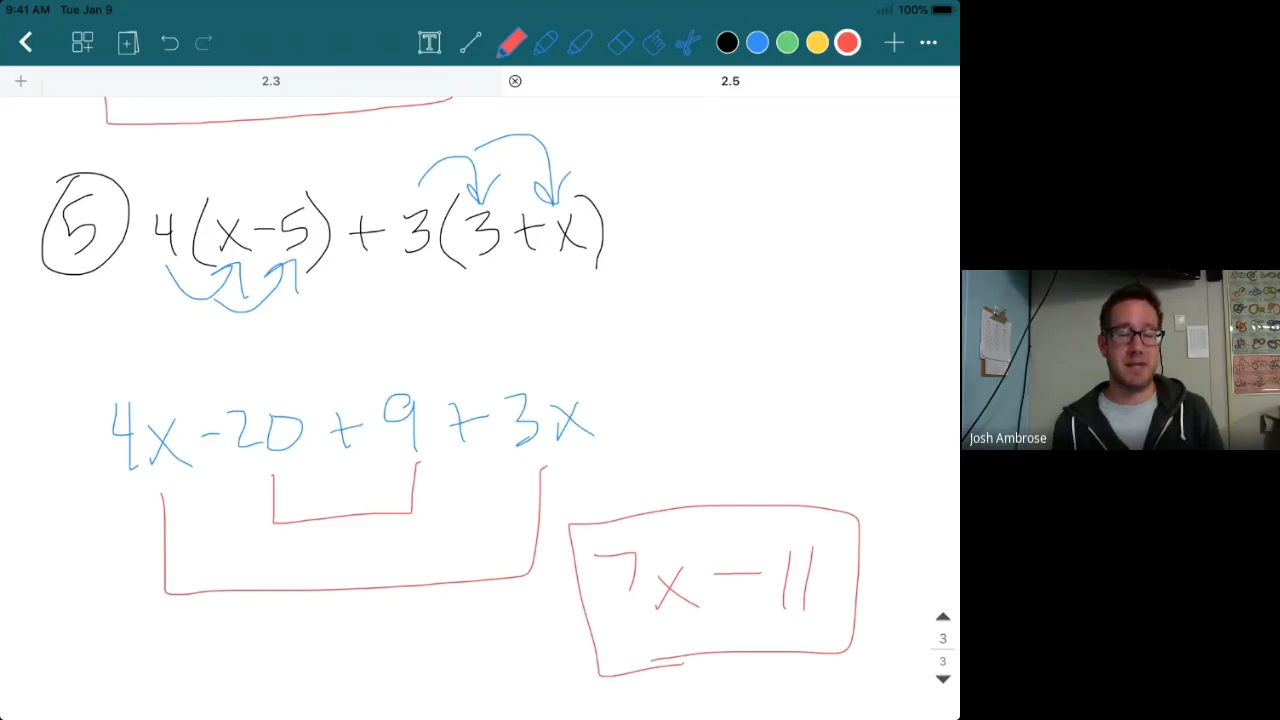 9:41 AM Tue Jan 9 100%
T
2.3 2.5
5 4(x-5) + 3(3+x)
4x - 20 + 9 + 3x
7x - 11
Josh Ambrose
3
3